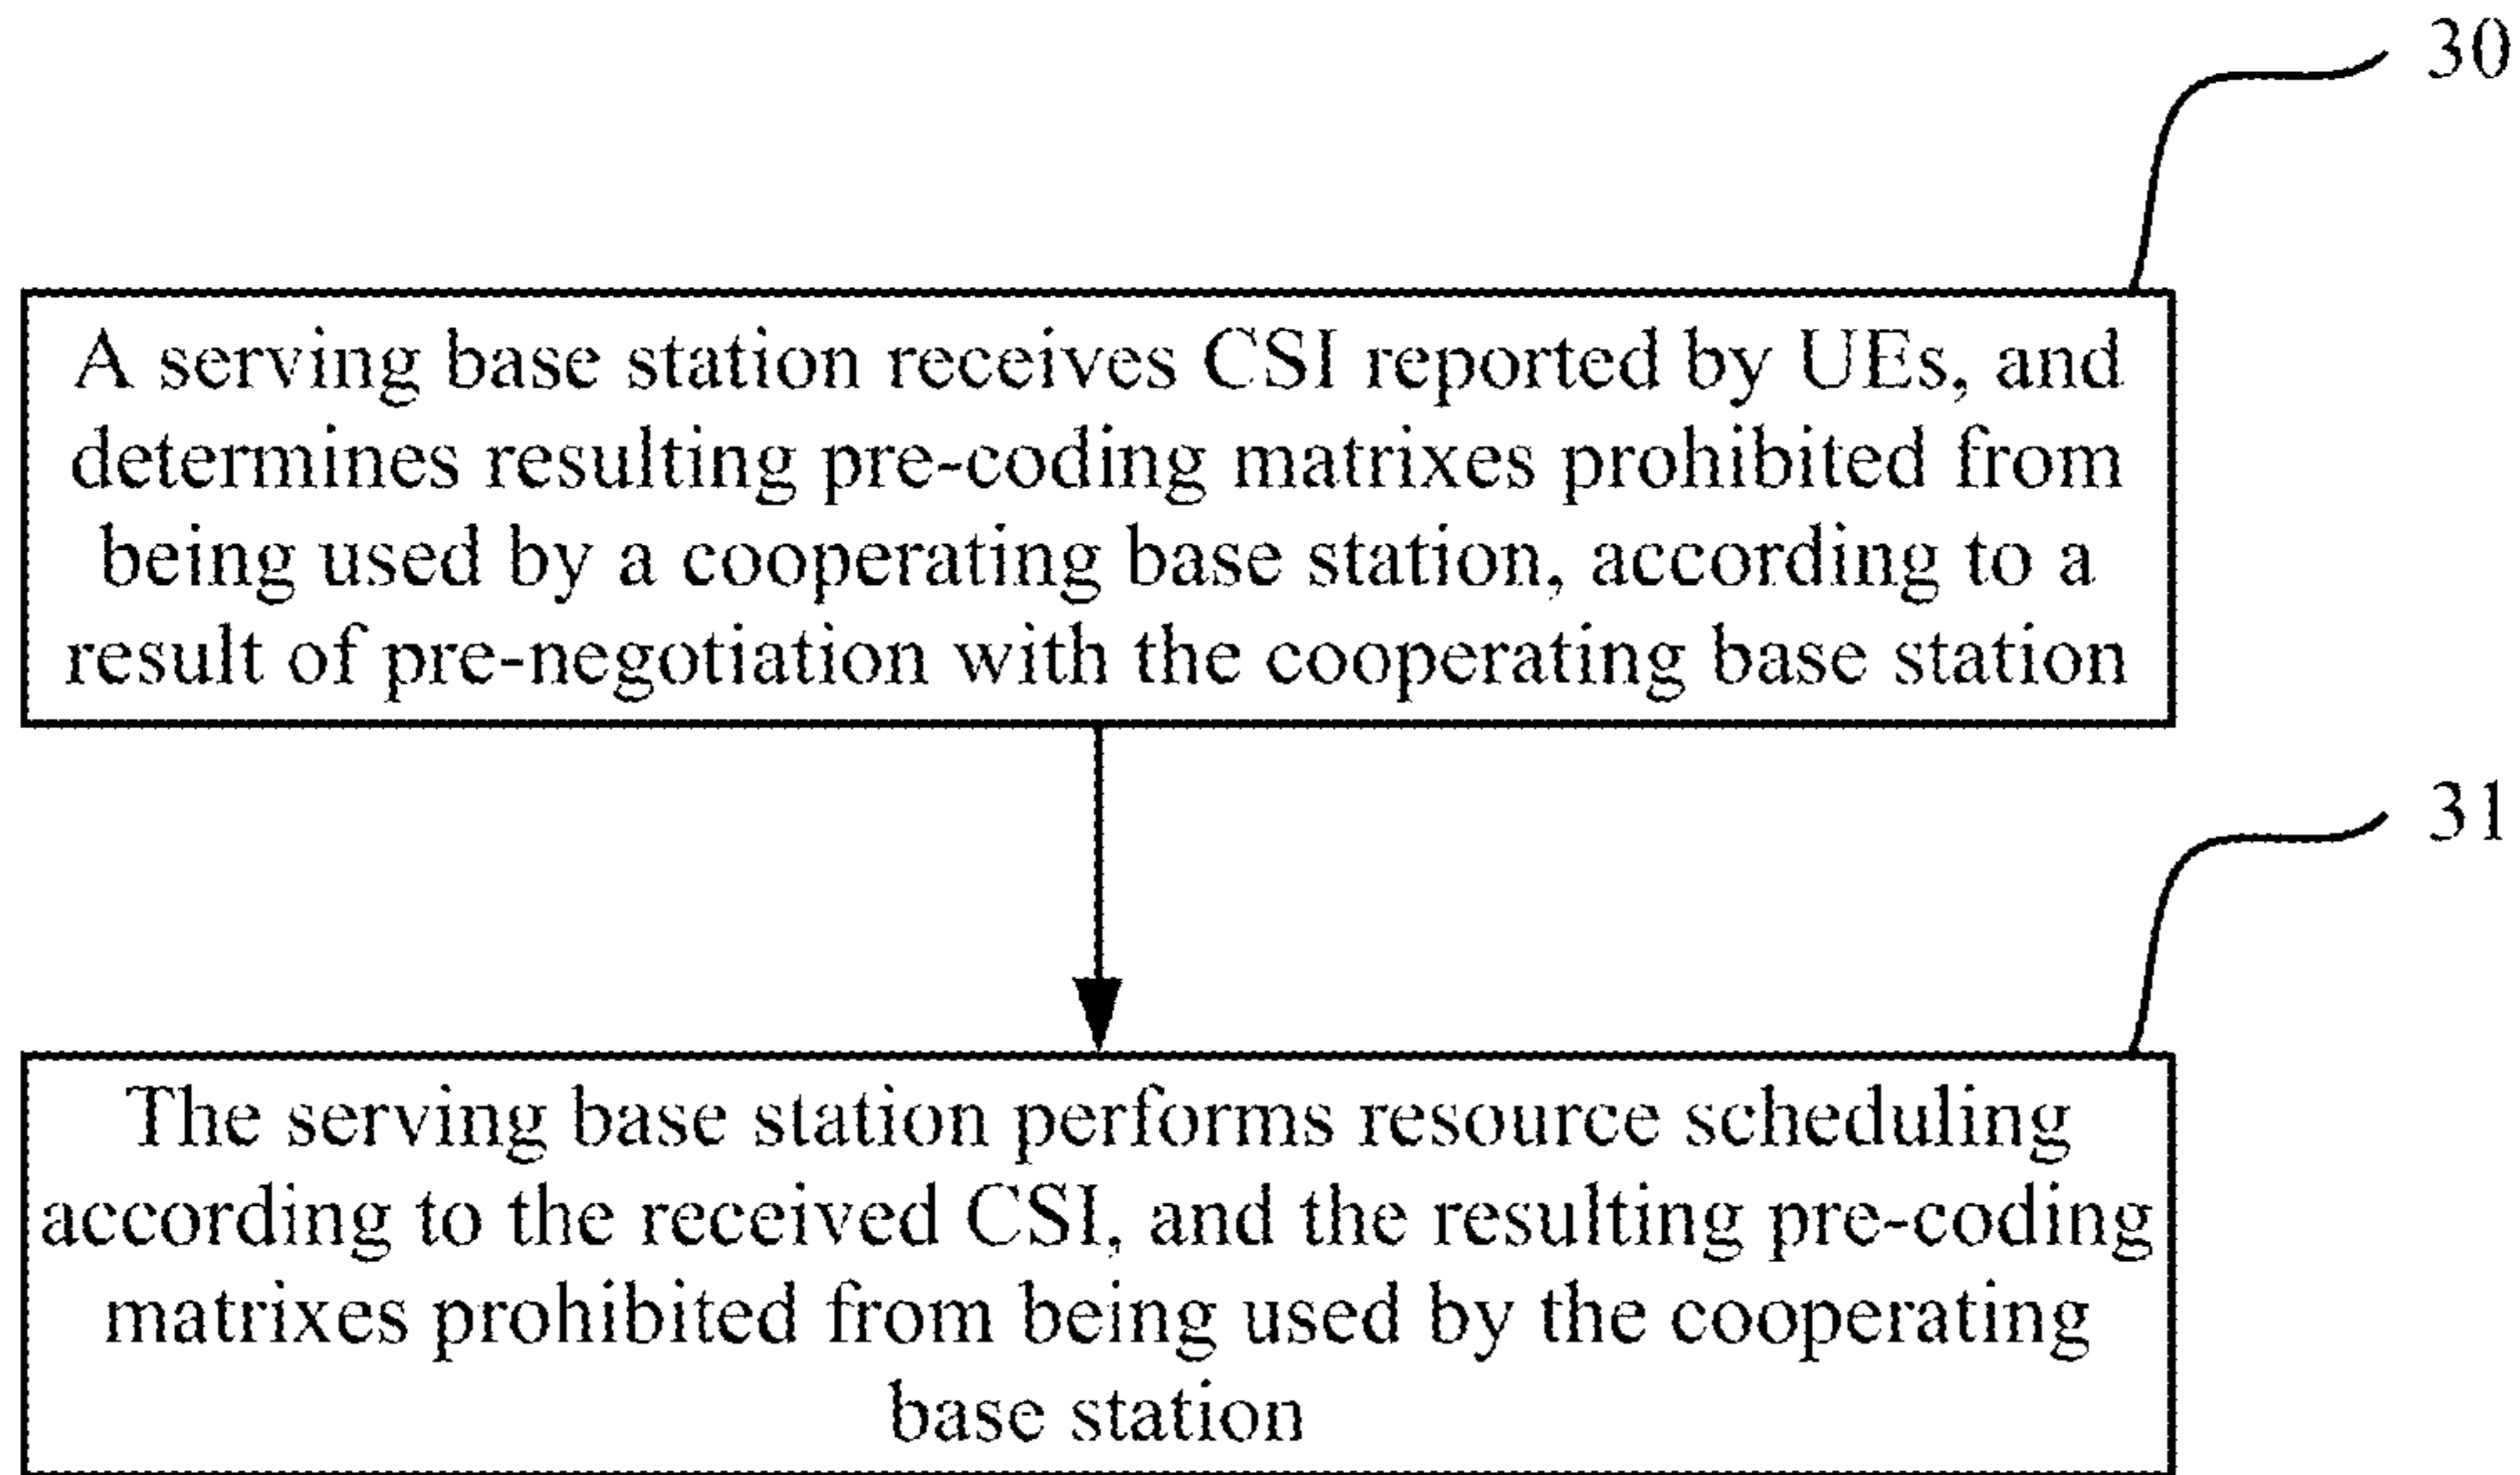 30
A serving base station receives CSI reported by UEs, and
determines resulting pre-coding matrixes prohibited from
being used by a cooperating base station, according to a
result of pre-negotiation with the cooperating base station
31
The serving base station performs resource scheduling
according to the received CSI, and the resulting pre-coding
matrixes prohibited from being used by the cooperating
base station